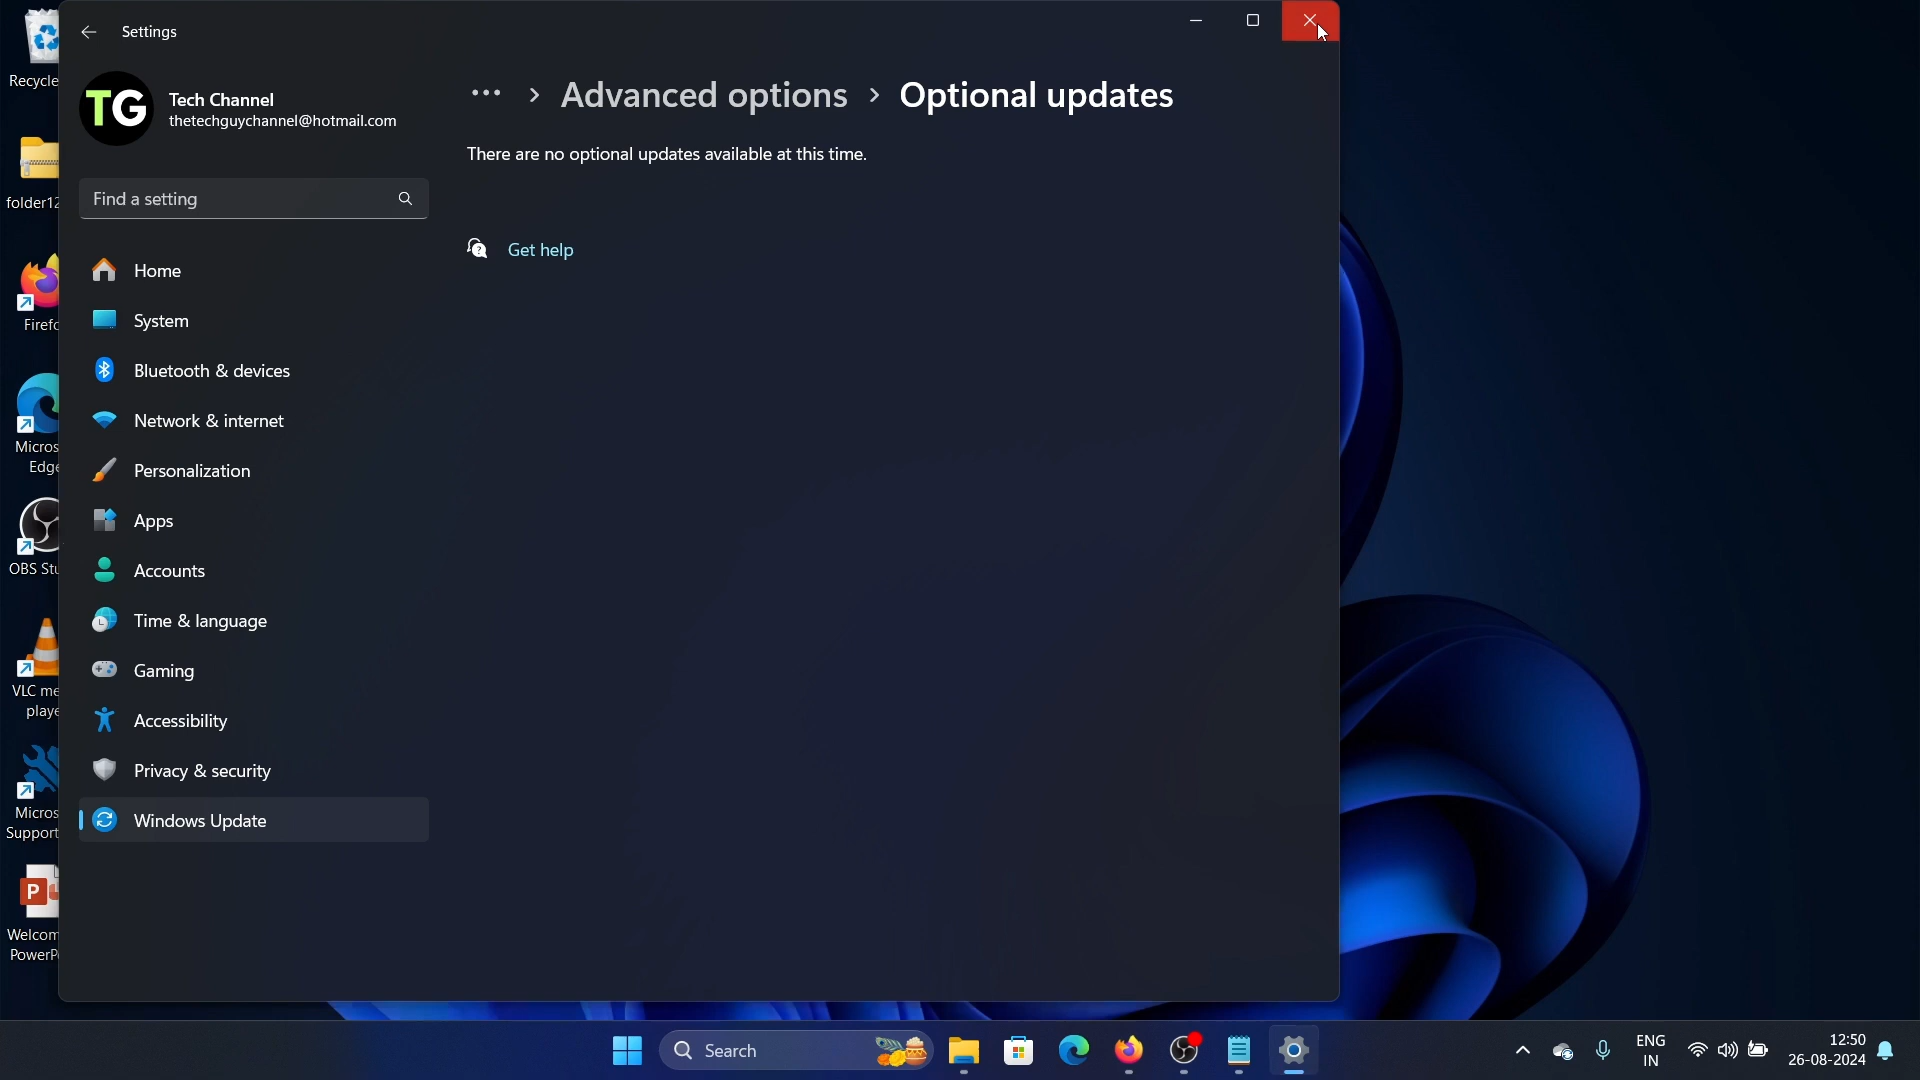 Settings
TG
Tech Channel
thetechguychannel@hotmail.com
Find a setting
Home
System
Bluetooth & devices
Network & internet
Personalization
Apps
Accounts
Time & language
Gaming
Accessibility
Privacy & security
Windows Update
… > Advanced options > Optional updates
There are no optional updates available at this time.
Get help
Recycle
folder12
Firefo
Micros
Edge
OBS Stu
VLC me
playe
Micros
Support
P
Welcom
PowerP
Search
ENG
IN
12:50
26-08-2024